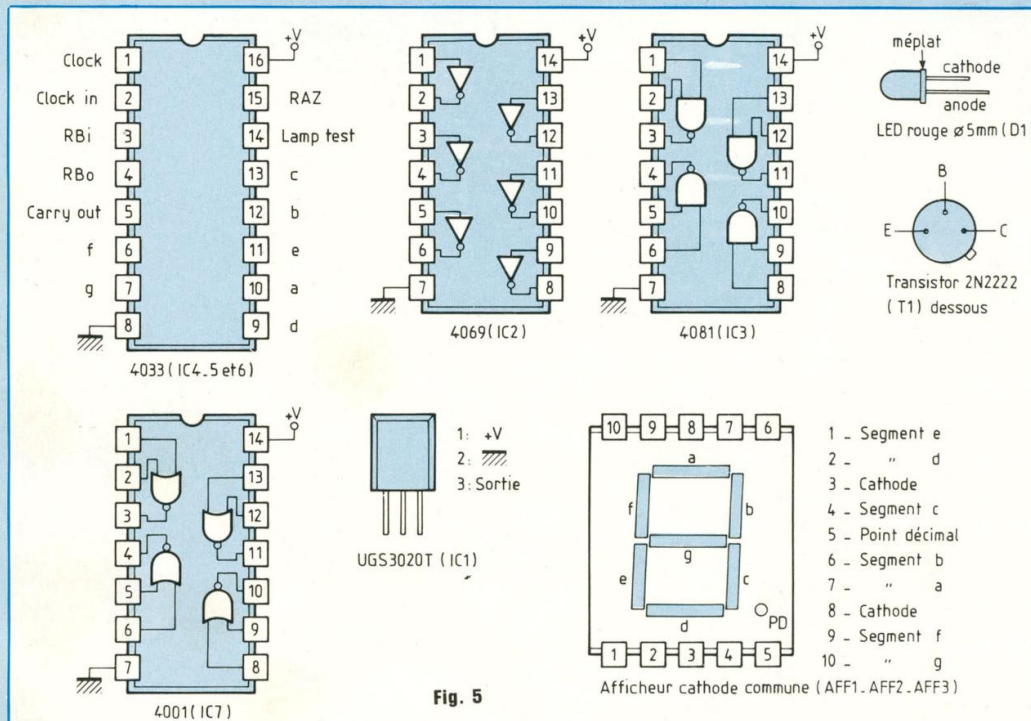 +V
Clock 1 16
Clock in 2 15 RAZ
RBi 3 14 Lamp test
RBo 4 13 c
Carry out 5 12 b
f 6 11 e
g 7 10 a
8 9 d
4033 (IC4_5 et6)
+V
1 14
2 13
3 12
4 11
5 10
6 9
7 8
4069 (IC2)
+V
1 14
2 13
3 12
4 11
5 10
6 9
7 8
4081 (IC3)
méplat
cathode
anode
LED rouge ø5mm (D1
B
E C
Transistor 2N2222
(T1) dessous
+V
1 14
2 13
3 12
4 11
5 10
6 9
7 8
4001 (IC7)
1: +V
2:
3: Sortie
UGS3020T (IC1)
10 9 8 7 6
a
f b
g
e c
d
PD
1 2 3 4 5
1 _ Segment e
2 _ " d
3 _ Cathode
4 _ Segment c
5 _ Point décimal
6 _ Segment b
7 _ " a
8 _ Cathode
9 _ Segment f
10 _ " g
Afficheur cathode commune (AFF1_AFF2_AFF3)
Fig. 5